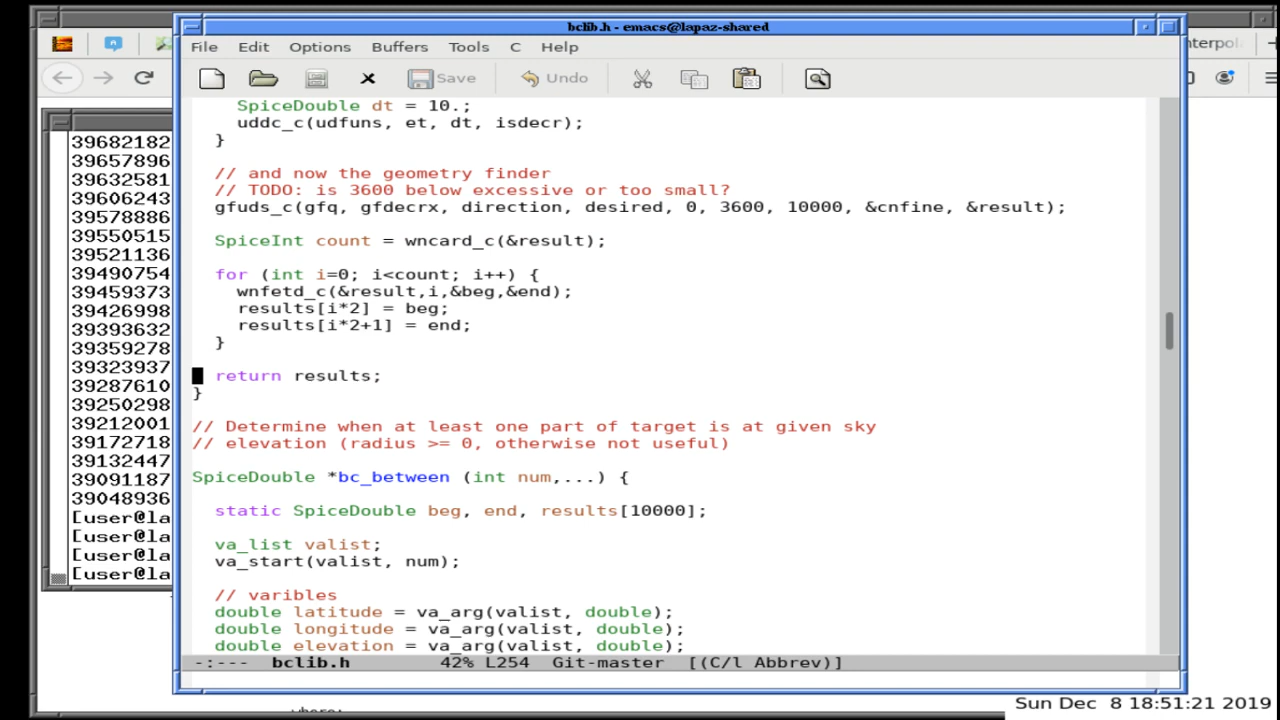 bclib.h - emacs@lapaz-shared
nterpol
File Edit Options Buffers Tools C Help
Save Undo
SpiceDouble dt = 10.;
uddc_c(udfuns, et, dt, isdecr);
}
// and now the geometry finder
// TODO: is 3600 below excessive or too small?
gfuds_c(gfq, gfdecrx, direction, desired, 0, 3600, 10000, &cnfine, &result);
SpiceInt count = wncard_c(&result);
for (int i=0; i<count; i++) {
wnfetd_c(&result,i,&beg,&end);
results[i*2] = beg;
results[i*2+1] = end;
}
return results;
}
// Determine when at least one part of target is at given sky
// elevation (radius >= 0, otherwise not useful)
SpiceDouble *bc_between (int num,...) {
static SpiceDouble beg, end, results[10000];
va_list valist;
va_start(valist, num);
// varibles
double latitude = va_arg(valist, double);
double longitude = va_arg(valist, double);
double elevation = va_arg(valist, double);
-:--- bclib.h 42% L254 Git-master [(C/l Abbrev)]
39682182
39657896
39632581
39606243
39578886
39550515
39521136
39490754
39459373
39426998
39393632
39359278
39323937
39287610
39250298
39212001
39172718
39132447
39091187
39048936
[user@la
[user@la
[user@la
[user@la
Sun Dec 8 18:51:21 2019